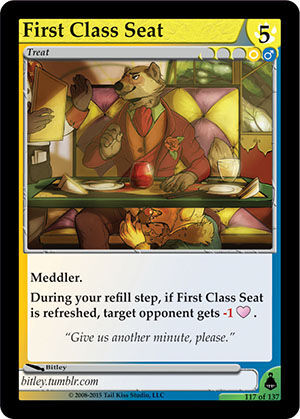 First Class Seat 5
Treat
Meddler.
During your refill step, if First Class Seat
is refreshed, target opponent gets -1 .
“Give us another minute, please.”
Bitley
bitley.tumblr.com
© 2008-2015 Tail Kiss Studio, LLC
117 of 137